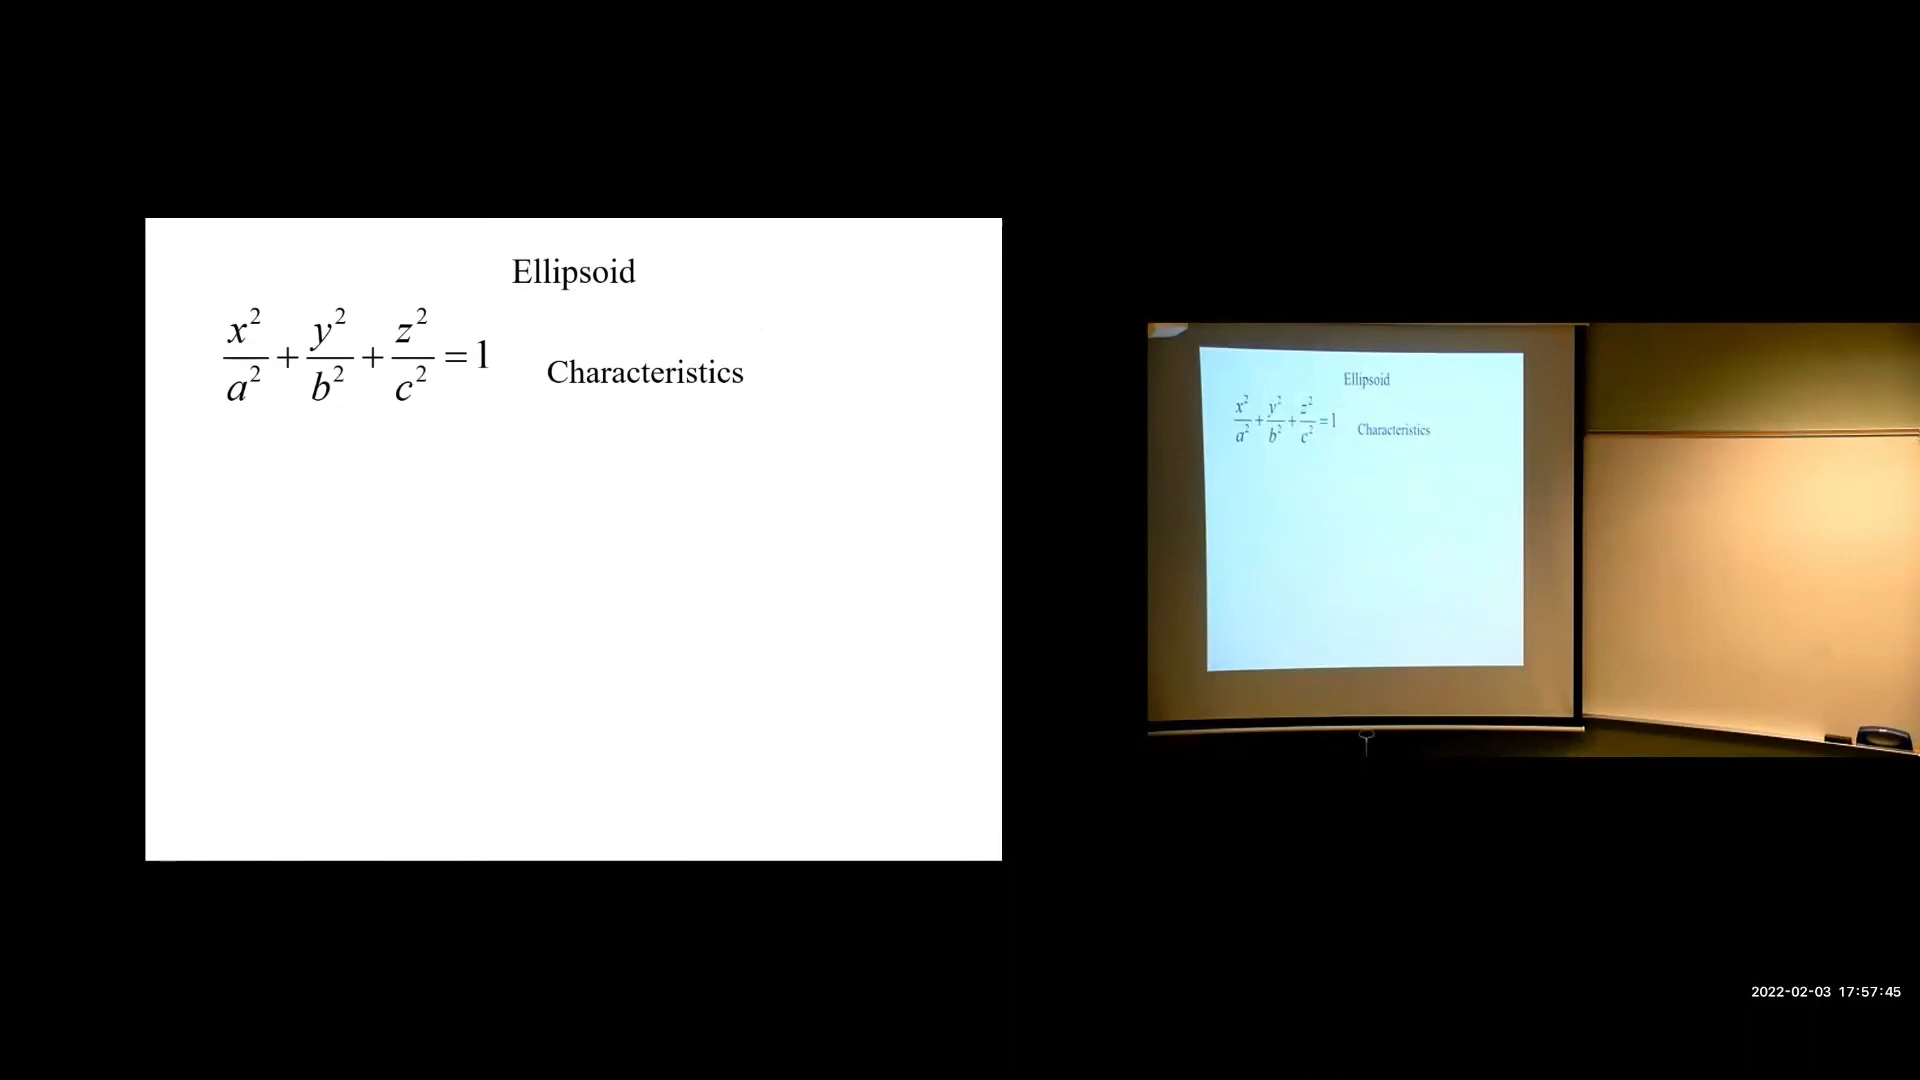 Ellipsoid
x²/a² + y²/b² + z²/c² = 1
Characteristics
Ellipsoid
x²/a² + y²/b² + z²/c² = 1
Characteristics
2022-02-03 17:57:45